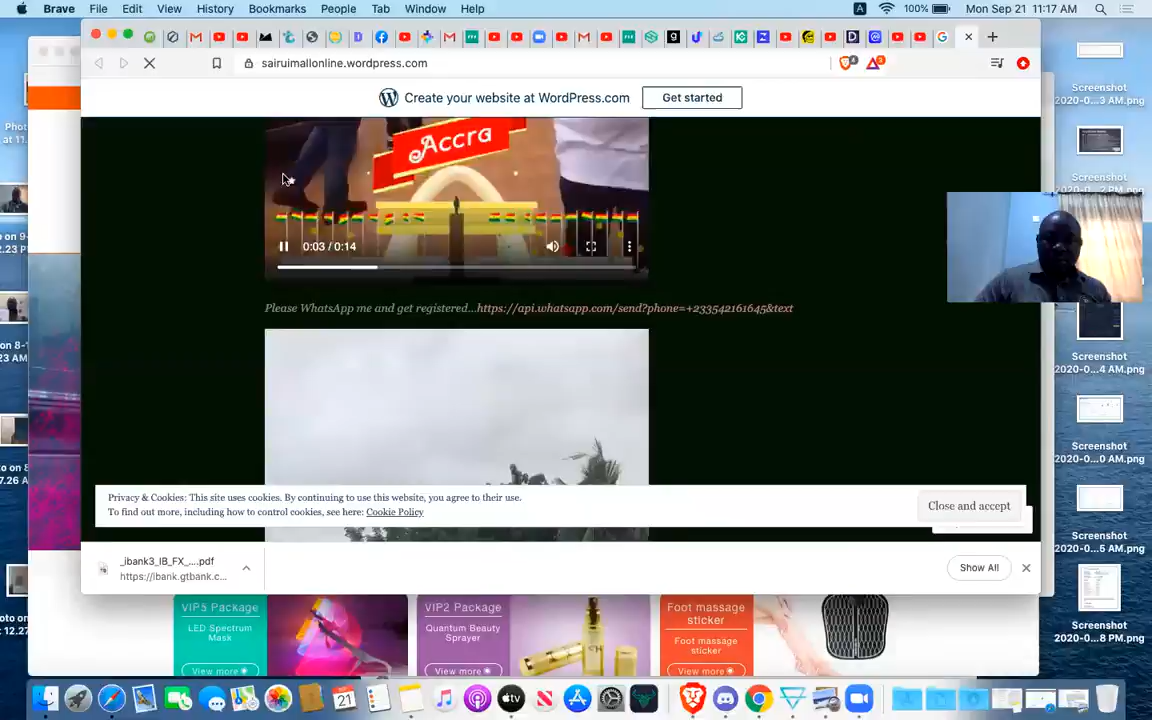 Brave File Edit View History Bookmarks People Tab Window Help
A 100% Mon Sep 21 11:17 AM
sairuimallonline.wordpress.com
Create your website at WordPress.com Get started
Accra
0:03 / 0:14
Please WhatsApp me and get registered...https://api.whatsapp.com/send?phone=+233542161645&text
Privacy & Cookies: This site uses cookies. By continuing to use this website, you agree to their use.
To find out more, including how to control cookies, see here: Cookie Policy
Close and accept
_ibank3_IB_FX_....pdf
https://ibank.gtbank.c...
Show All
VIP5 Package
LED Spectrum
Mask
View more
VIP2 Package
Quantum Beauty
Sprayer
View more
Foot massage
sticker
Foot massage
sticker
View more
Screenshot
2020-0...3 AM.png
Screenshot
2020-0...4 AM.png
Screenshot
2020-0...0 AM.png
Screenshot
2020-0...5 AM.png
Screenshot
2020-0...8 PM.png
21